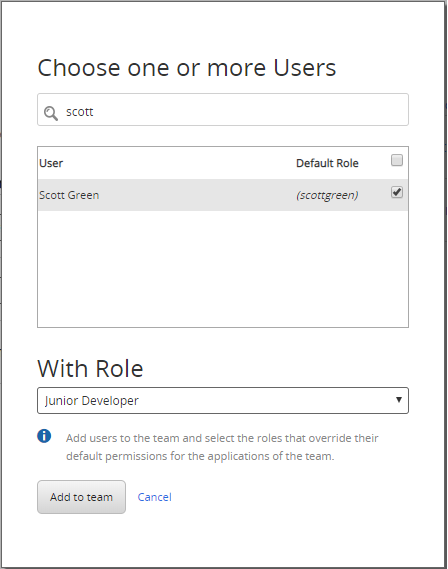 Choose one or more Users
scott
User Default Role
Scott Green (scottgreen)
With Role
Junior Developer
Add users to the team and select the roles that override their
default permissions for the applications of the team.
Add to team Cancel